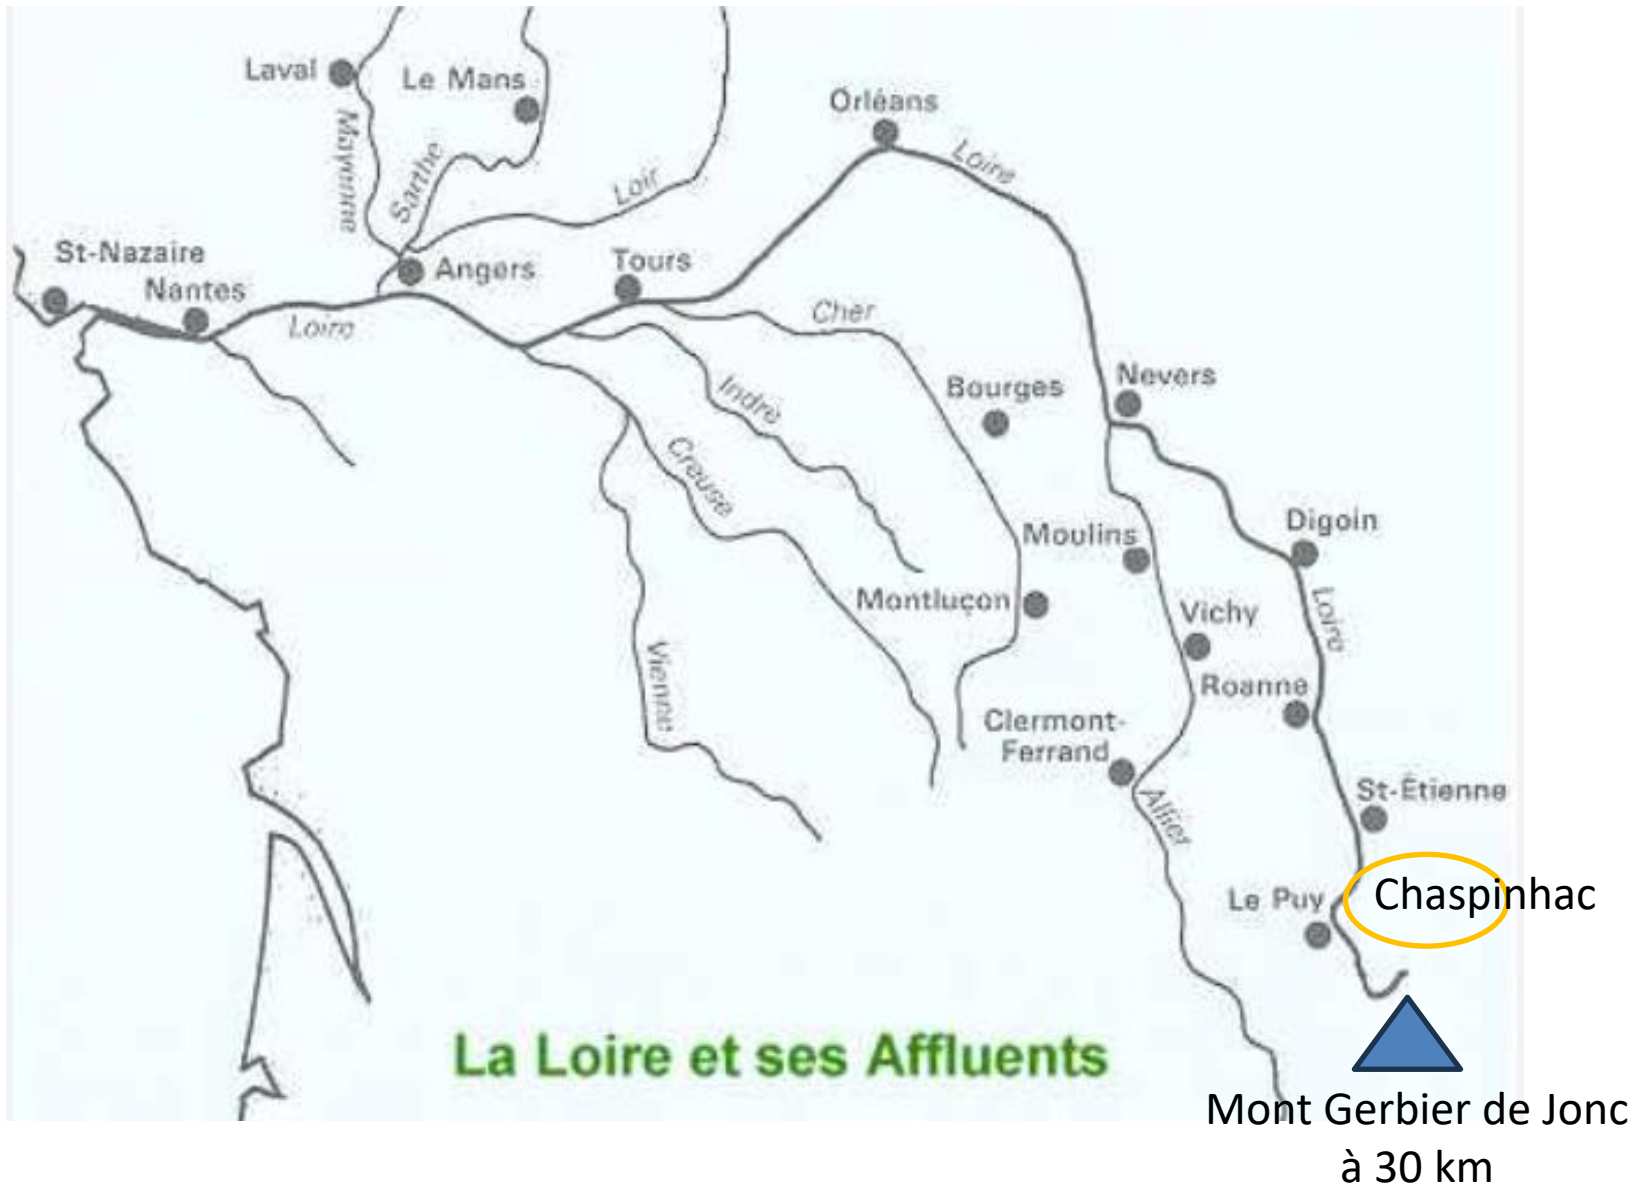 Laval
Le Mans
Orléans
Loire
Mayenne
Sarthe
Loir
St-Nazaire
Nantes
Angers
Tours
Loire
Cher
Indre
Bourges
Nevers
Creuse
Digoin
Moulins
Montluçon
Vichy
Loire
Vienne
Roanne
Clermont-
Ferrand
Allier
St-Étienne
Le Puy
Chaspinhac
La Loire et ses Affluents
Mont Gerbier de Jonc
à 30 km